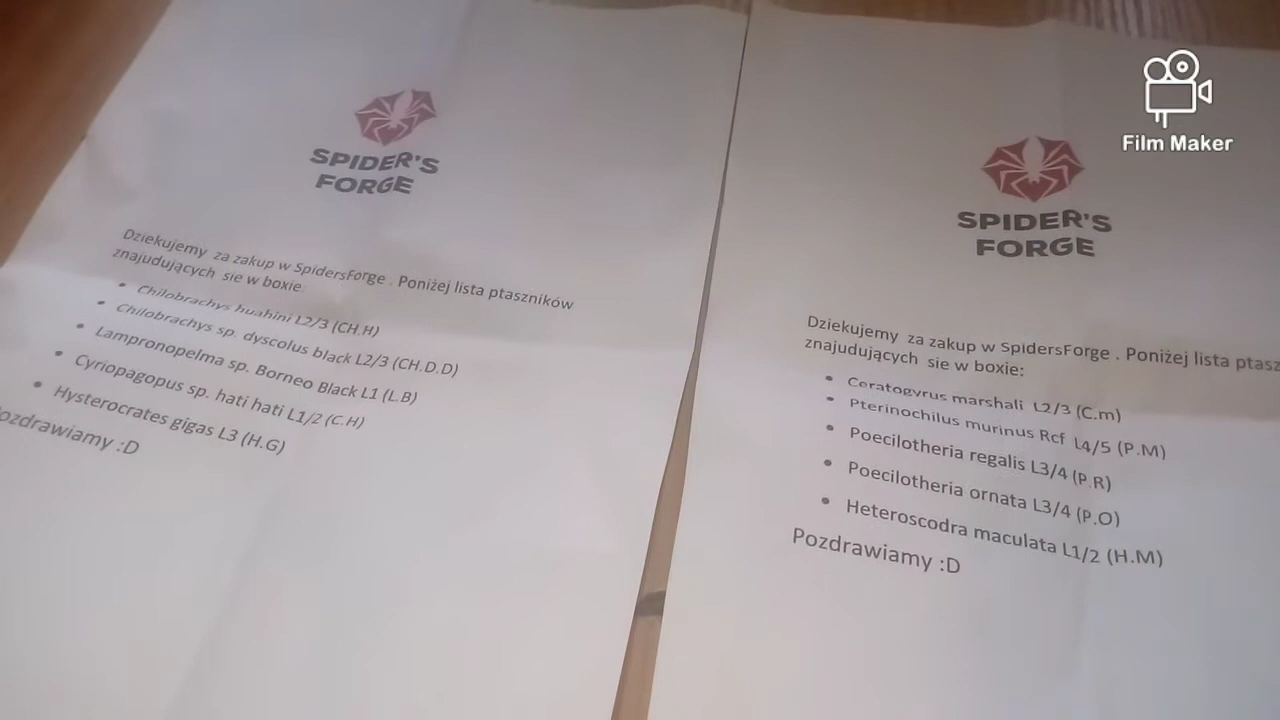 SPIDER'S
FORGE
Dziekujemy za zakup w SpidersForge . Poniżej lista ptaszników
znajudujących sie w boxie:
• Chilobrachys huahini L2/3 (CH.H)
• Chilobrachys sp. dyscolus black L2/3 (CH.D.D)
• Lampronopelma sp. Borneo Black L1 (L.B)
• Cyriopagopus sp. hati hati L1/2 (C.H)
• Hysterocrates gigas L3 (H.G)
Pozdrawiamy :D
Film Maker
SPIDER'S
FORGE
Dziekujemy za zakup w SpidersForge . Poniżej lista ptasz
znajudujących sie w boxie:
• Ceratogyrus marshali L2/3 (C.m)
• Pterinochilus murinus Rcf L4/5 (P.M)
• Poecilotheria regalis L3/4 (P.R)
• Poecilotheria ornata L3/4 (P.O)
• Heteroscodra maculata L1/2 (H.M)
Pozdrawiamy :D